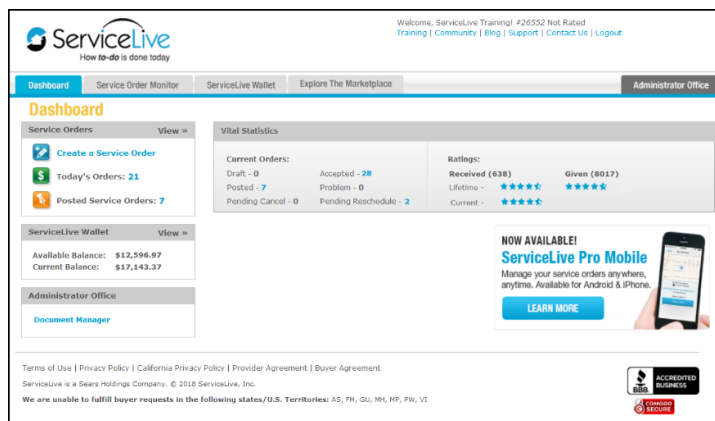 ServiceLive
How to-do is done today
Welcome, ServiceLive Training! #26552 Not Rated
Training | Community | Blog | Support | Contact Us | Logout
Dashboard
Service Order Monitor
ServiceLive Wallet
Explore The Marketplace
Administrator Office
Dashboard
Service Orders View »
Create a Service Order
Today's Orders: 21
Posted Service Orders: 7
Vital Statistics
Current Orders:
Draft - 0 Accepted - 28
Posted - 7 Problem - 0
Pending Cancel - 0 Pending Reschedule - 2
Ratings:
Received (638) Given (8017)
Lifetime -
Current -
ServiceLive Wallet View »
Available Balance: $12,596.97
Current Balance: $17,143.37
Administrator Office
Document Manager
NOW AVAILABLE!
ServiceLive Pro Mobile
Manage your service orders anywhere,
anytime. Available for Android & iPhone.
LEARN MORE
Terms of Use | Privacy Policy | California Privacy Policy | Provider Agreement | Buyer Agreement
ServiceLive is a Sears Holdings Company. © 2018 ServiceLive, Inc.
We are unable to fulfill buyer requests in the following states/U.S. Territories: AS, FM, GU, MH, MP, PW, VI
BBB
ACCREDITED
BUSINESS
COMODO
SECURE